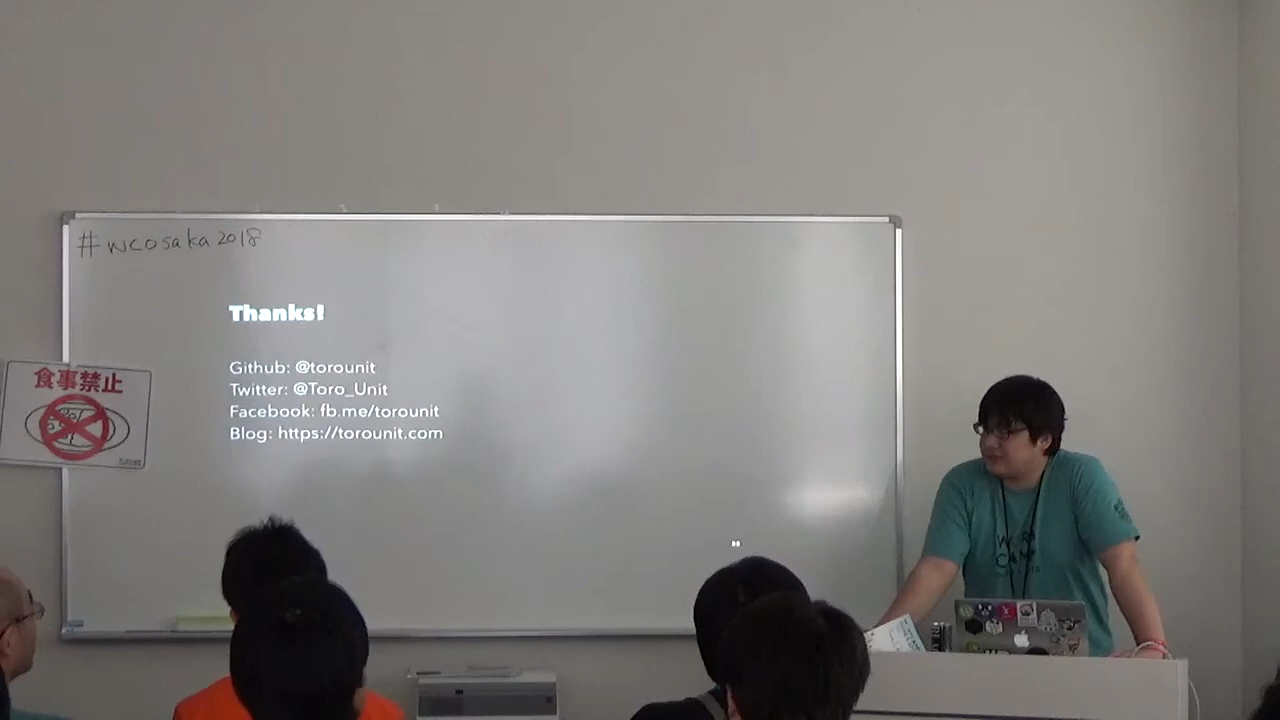 #wcosaka2018
Thanks!
Github: @torounit
Twitter: @Toro_Unit
Facebook: fb.me/torounit
Blog: https://torounit.com
食事禁止